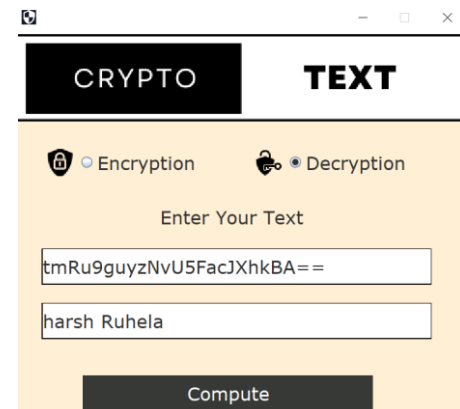 CRYPTO TEXT
Encryption Decryption
Enter Your Text
tmRu9guyzNvU5FacJXhkBA==
harsh Ruhela
Compute